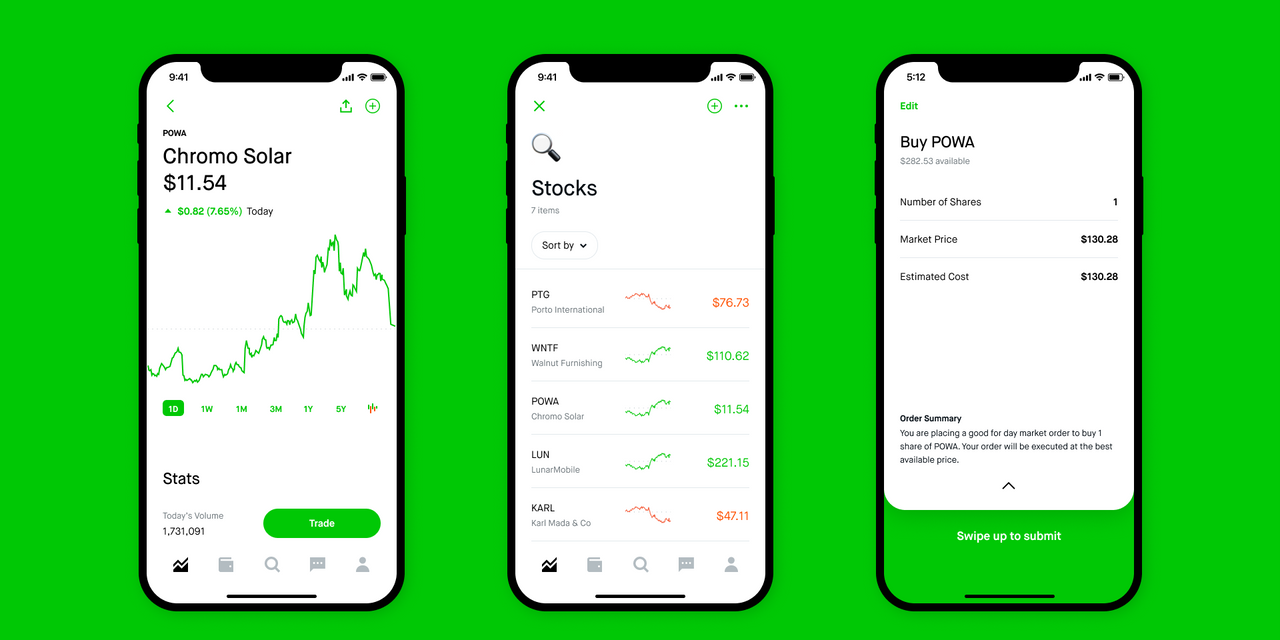 9:41
POWA
Chromo Solar
$11.54
$0.82 (7.65%) Today
1D 1W 1M 3M 1Y 5Y
Stats
Today's Volume
1,731,091
Trade
9:41
Stocks
7 items
Sort by
PTG
Porto International
$76.73
WNTF
Walnut Furnishing
$110.62
POWA
Chromo Solar
$11.54
LUN
LunarMobile
$221.15
KARL
Karl Mada & Co
$47.11
5:12
Edit
Buy POWA
$282.53 available
Number of Shares 1
Market Price $130.28
Estimated Cost $130.28
Order Summary
You are placing a good for day market order to buy 1
share of POWA. Your order will be executed at the best
available price.
Swipe up to submit